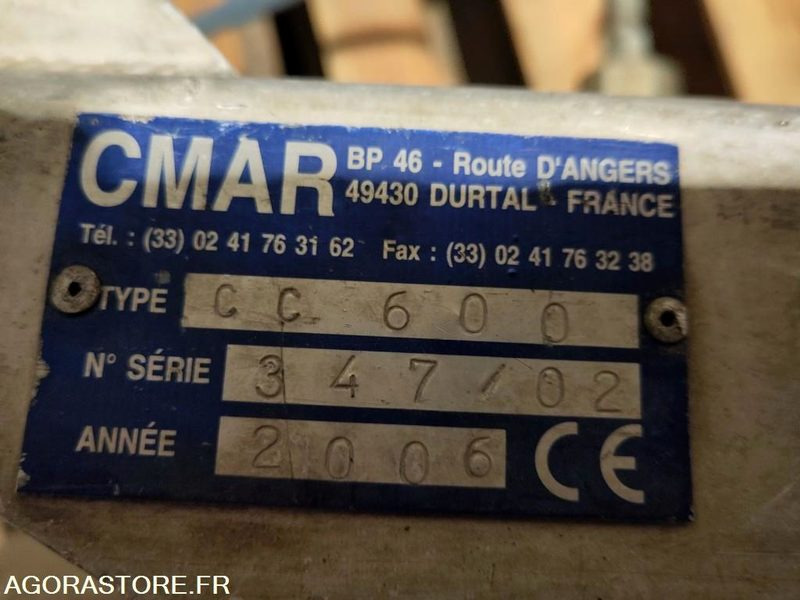 CMAR
BP 46 - Route D'ANGERS
49430 DURTAL - FRANCE
Tél. : (33) 02 41 76 31 62 Fax : (33) 02 41 76 32 38
TYPE CC 600
N° SÉRIE 347/02
ANNÉE 2006 CE
AGORASTORE.FR